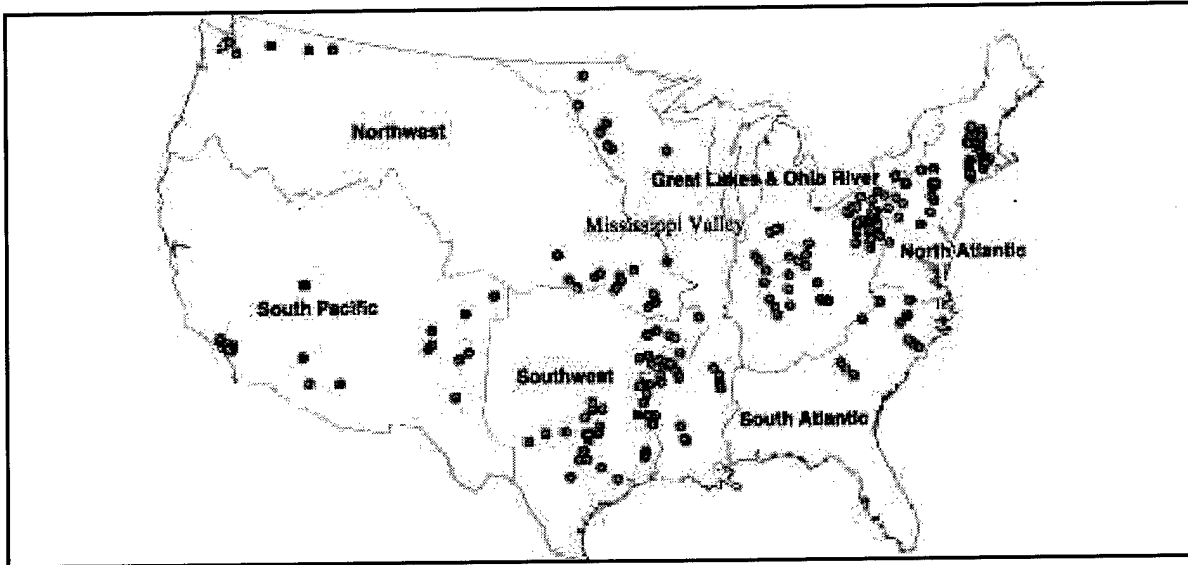 Northwest
Great Lakes & Ohio River
Mississippi Valley
North Atlantic
South Pacific
Southwest
South Atlantic